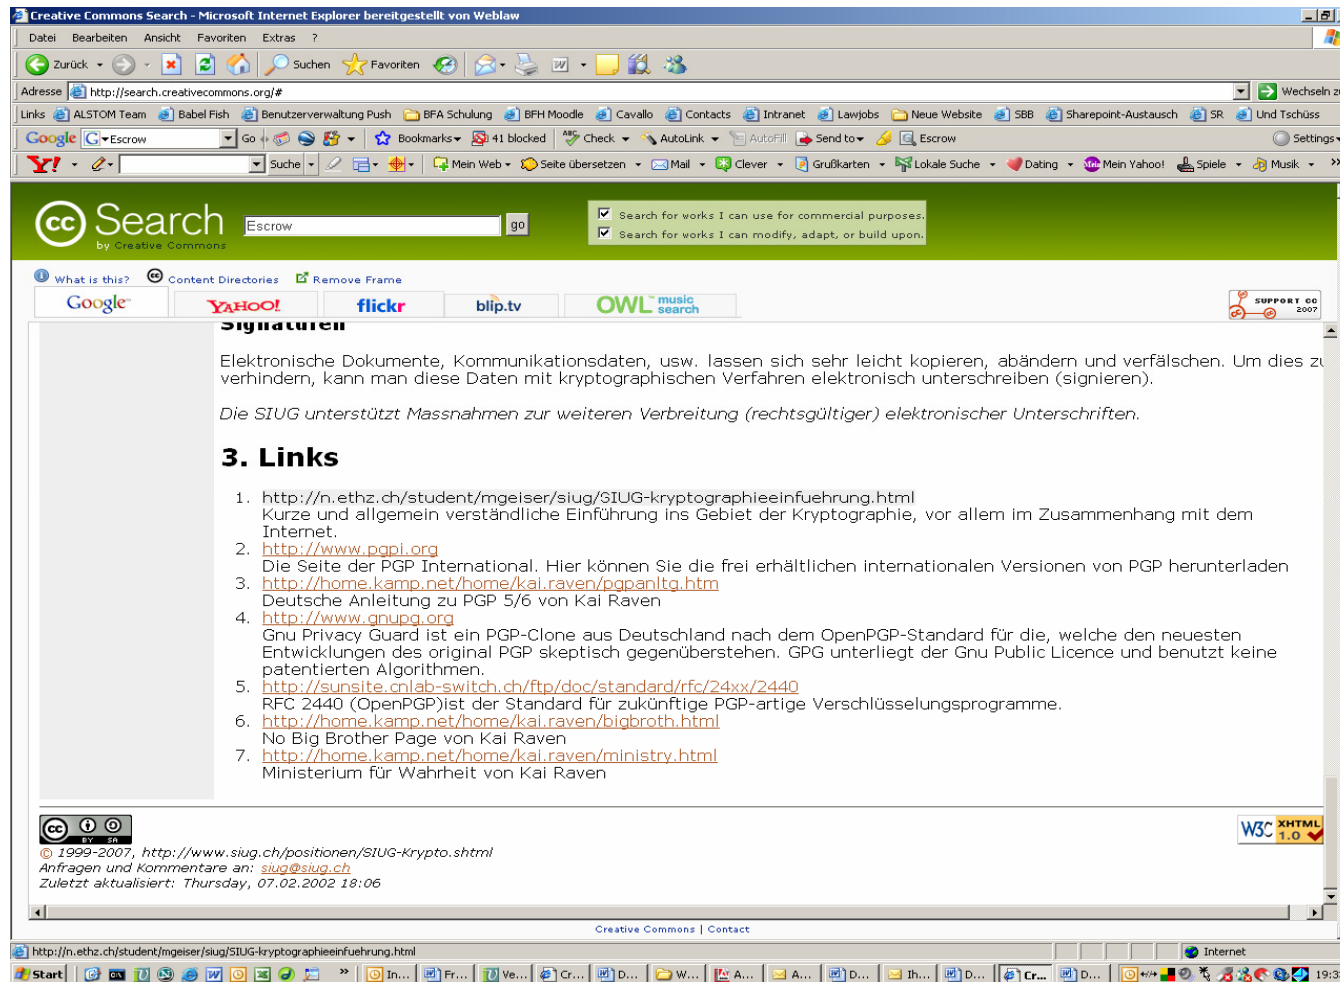 Creative Commons Search - Microsoft Internet Explorer bereitgestellt von Weblaw
Datei Bearbeiten Ansicht Favoriten Extras ?
Zurück Suchen Favoriten
Adresse http://search.creativecommons.org/# Wechseln zu
Links ALSTOM Team Babel Fish Benutzerverwaltung Push BFA Schulung BFH Moodle Cavallo Contacts Intranet Lawjobs Neue Website SBB Sharepoint-Austausch SR Und Tschüss
Google G Escrow Go Bookmarks 41 blocked Check AutoLink AutoFill Send to Escrow Settings
Y! Suche Mein Web Seite übersetzen Mail Clever Grußkarten Lokale Suche Dating Mein Yahoo! Spiele Musik »
cc Search Escrow go Search for works I can use for commercial purposes.
by Creative Commons Search for works I can modify, adapt, or build upon.
What is this? Content Directories Remove Frame
Google YAHOO! flickr blip.tv OWL music search SUPPORT CC 2007
Signaturen
Elektronische Dokumente, Kommunikationsdaten, usw. lassen sich sehr leicht kopieren, abändern und verfälschen. Um dies zu
verhindern, kann man diese Daten mit kryptographischen Verfahren elektronisch unterschreiben (signieren).
Die SIUG unterstützt Massnahmen zur weiteren Verbreitung (rechtsgültiger) elektronischer Unterschriften.
3. Links
1. http://n.ethz.ch/student/mgeiser/siug/SIUG-kryptographieeinfuehrung.html
Kurze und allgemein verständliche Einführung ins Gebiet der Kryptographie, vor allem im Zusammenhang mit dem
Internet.
2. http://www.pgpi.org
Die Seite der PGP International. Hier können Sie die frei erhältlichen internationalen Versionen von PGP herunterladen
3. http://home.kamp.net/home/kai.raven/pgpanltg.htm
Deutsche Anleitung zu PGP 5/6 von Kai Raven
4. http://www.gnupg.org
Gnu Privacy Guard ist ein PGP-Clone aus Deutschland nach dem OpenPGP-Standard für die, welche den neuesten
Entwicklungen des original PGP skeptisch gegenüberstehen. GPG unterliegt der Gnu Public Licence und benutzt keine
patentierten Algorithmen.
5. http://sunsite.cnlab-switch.ch/ftp/doc/standard/rfc/24xx/2440
RFC 2440 (OpenPGP)ist der Standard für zukünftige PGP-artige Verschlüsselungsprogramme.
6. http://home.kamp.net/home/kai.raven/bigbroth.html
No Big Brother Page von Kai Raven
7. http://home.kamp.net/home/kai.raven/ministry.html
Ministerium für Wahrheit von Kai Raven
cc BY SA W3C XHTML 1.0
© 1999-2007, http://www.siug.ch/positionen/SIUG-Krypto.shtml
Anfragen und Kommentare an: siug@siug.ch
Zuletzt aktualisiert: Thursday, 07.02.2002 18:06
Creative Commons | Contact
http://n.ethz.ch/student/mgeiser/siug/SIUG-kryptographieeinfuehrung.html Internet
Start » In... Fr... Ve... Cr... D... W... A... A... D... Ih... D... Cr... D... 19:3